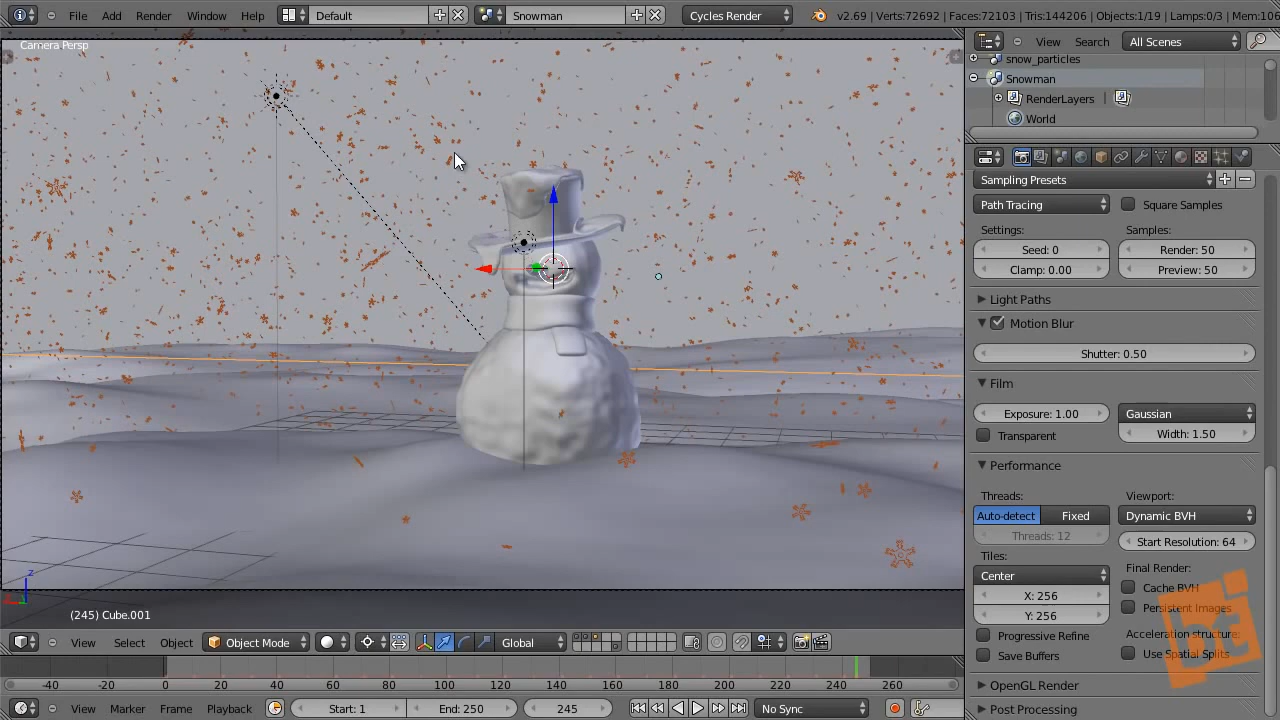 File Add Render Window Help Default Snowman Cycles Render v2.69 | Verts:72692 | Faces:72103 | Tris:144206 | Objects:1/19 | Lamps:0/3 | Mem:106
Camera Persp
View Search All Scenes
snow_particles
Snowman
RenderLayers |
World
Sampling Presets
Path Tracing Square Samples
Settings: Samples:
Seed: 0 Render: 50
Clamp: 0.00 Preview: 50
Light Paths
Motion Blur
Shutter: 0.50
Film
Exposure: 1.00 Gaussian
Transparent Width: 1.50
Performance
Threads: Viewport:
Auto-detect Fixed Dynamic BVH
Threads: 12 Start Resolution: 64
Tiles: Final Render:
Center Cache BVH
X: 256 Persistent Images
Y: 256 Acceleration structure:
Progressive Refine Use Spatial Splits
Save Buffers
OpenGL Render
Post Processing
bt
z
(245) Cube.001
View Select Object Object Mode Global
-40 -20 0 20 40 60 80 100 120 140 160 180 200 220 240 260
View Marker Frame Playback Start: 1 End: 250 245 No Sync